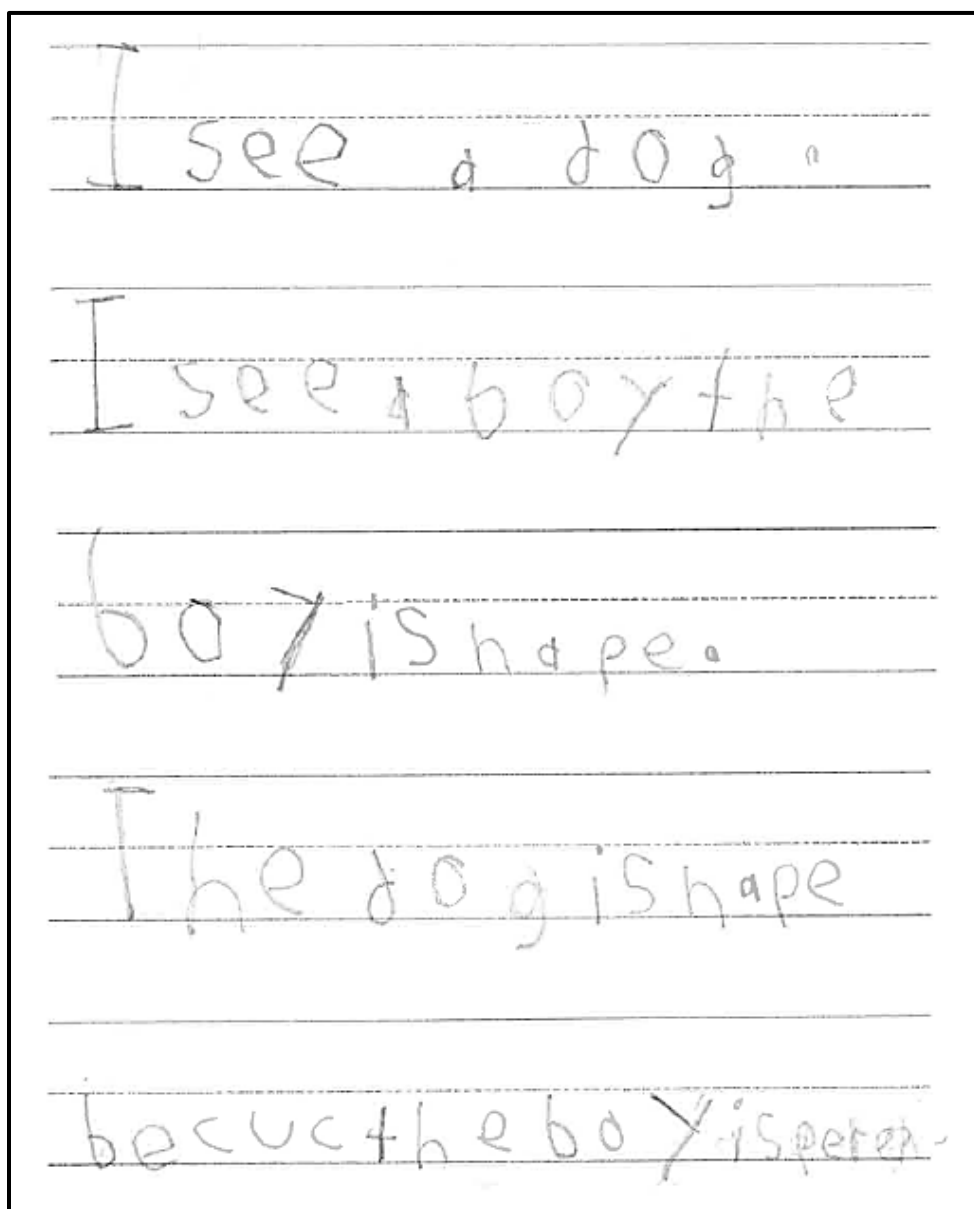 I see a dog.
I see a boy the
boy is hape.
The dog is hape
becuc the boy is